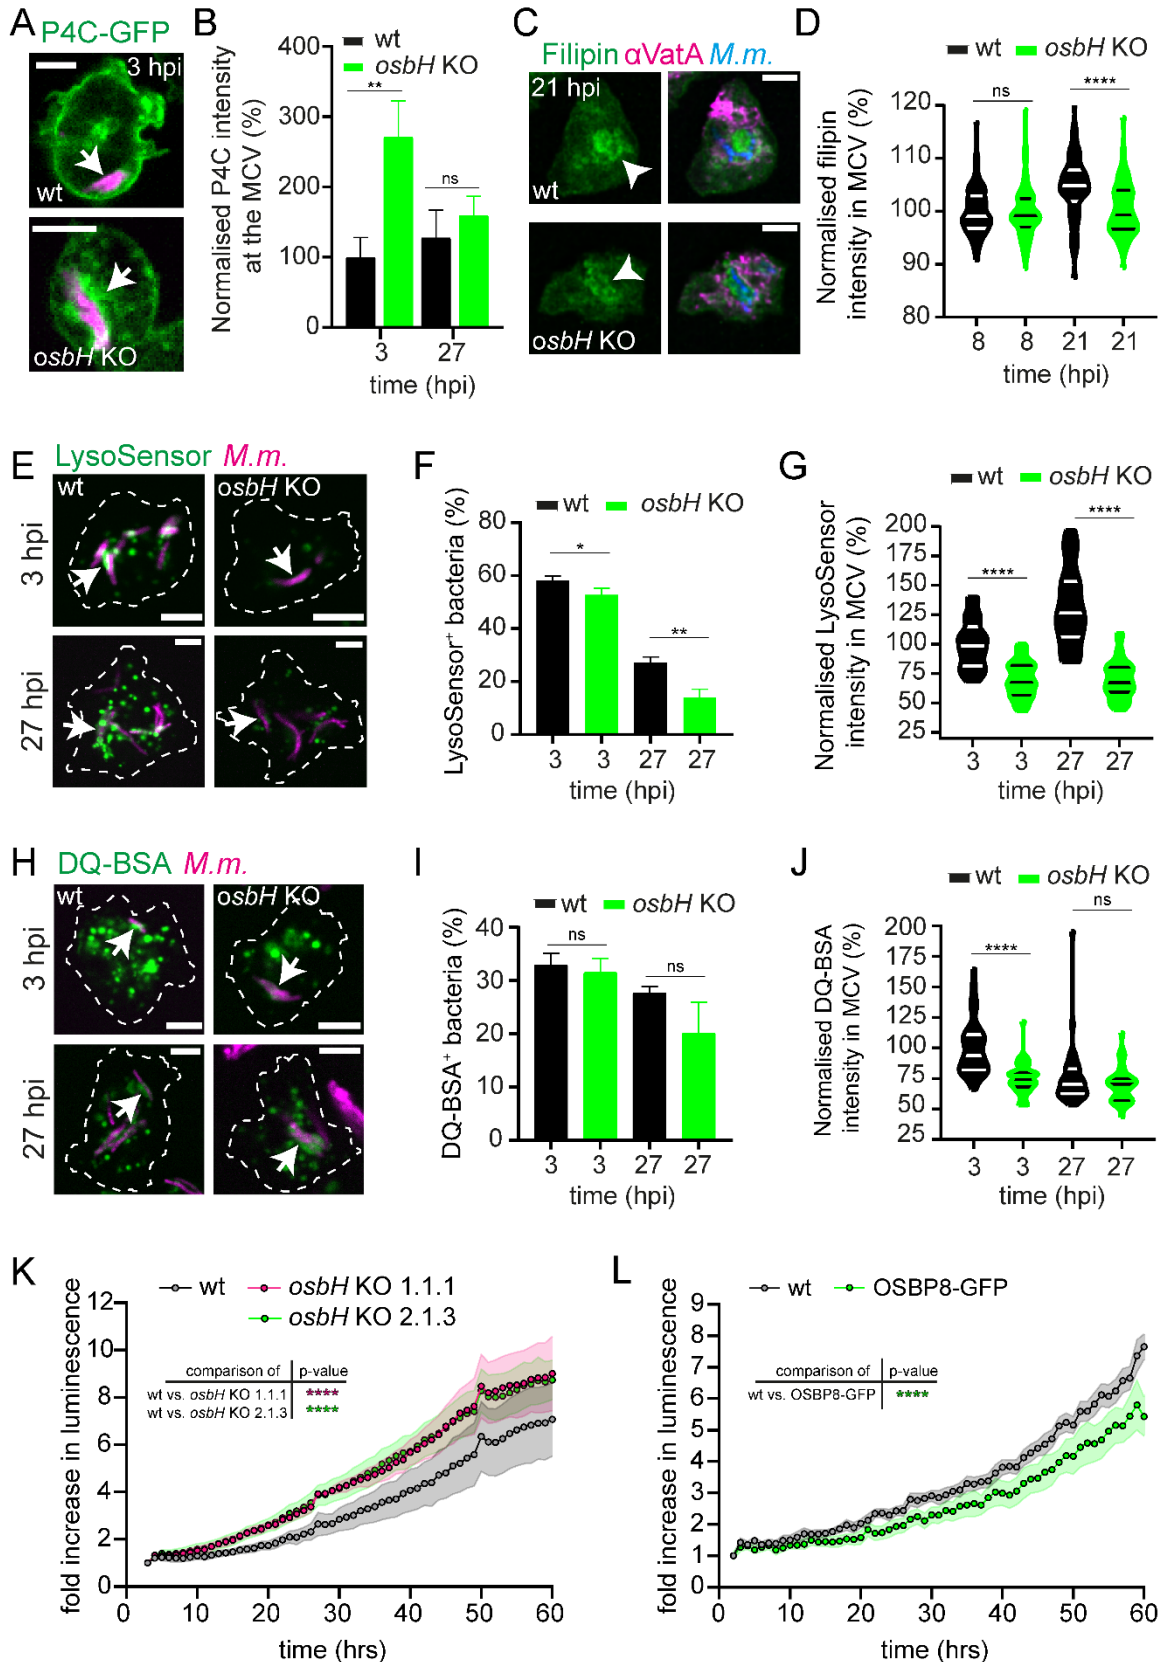 A
P4C-GFP
3 hpi
wt
osbH KO
B
wt
osbH KO
Normalised P4C intensity
at the MCV (%)
400
300
200
100
0
**
ns
3
27
time (hpi)
C
Filipin αVatA M.m.
21 hpi
wt
osbH KO
D
wt
osbH KO
Normalised filipin
intensity in MCV (%)
120
110
100
90
80
ns
****
8
8
21
21
time (hpi)
E
LysoSensor M.m.
wt
osbH KO
3 hpi
27 hpi
F
wt
osbH KO
LysoSensor⁺ bacteria (%)
80
60
40
20
0
*
**
3
3
27
27
time (hpi)
G
wt
osbH KO
Normalised LysoSensor
intensity in MCV (%)
200
175
150
125
100
75
50
25
****
****
3
3
27
27
time (hpi)
H
DQ-BSA M.m.
wt
osbH KO
3 hpi
27 hpi
I
wt
osbH KO
DQ-BSA⁺ bacteria (%)
40
30
20
10
0
ns
ns
3
3
27
27
time (hpi)
J
wt
osbH KO
Normalised DQ-BSA
intensity in MCV (%)
200
175
150
125
100
75
50
25
****
ns
3
3
27
27
time (hpi)
K
wt
osbH KO 1.1.1
osbH KO 2.1.3
fold increase in luminescence
12
10
8
6
4
2
0
comparison of p-value
wt vs. osbH KO 1.1.1 ****
wt vs. osbH KO 2.1.3 ****
0 10 20 30 40 50 60
time (hrs)
L
wt
OSBP8-GFP
fold increase in luminescence
9
8
7
6
5
4
3
2
1
0
comparison of p-value
wt vs. OSBP8-GFP ****
0 10 20 30 40 50 60
time (hrs)